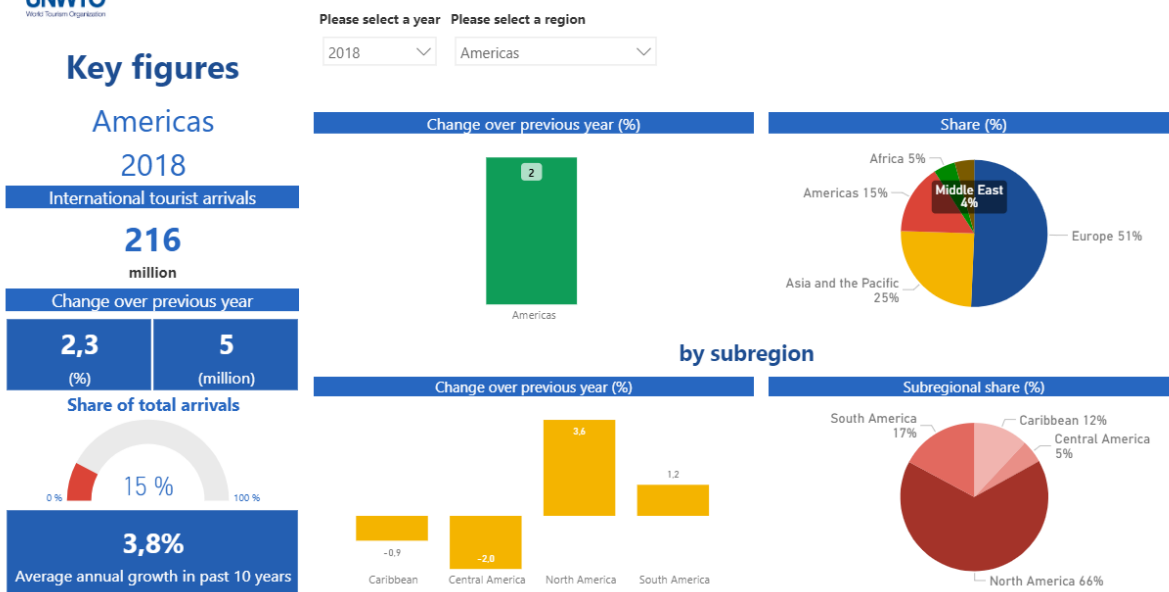 UNWTO
World Tourism Organization
Please select a year
Please select a region
2018
Americas
Key figures
Americas
2018
International tourist arrivals
216
million
Change over previous year
2,3
(%)
5
(million)
Share of total arrivals
0 %
15 %
100 %
3,8%
Average annual growth in past 10 years
Change over previous year (%)
2
Americas
Share (%)
Africa 5%
Middle East
4%
Americas 15%
Europe 51%
Asia and the Pacific
25%
by subregion
Change over previous year (%)
3,6
1,2
-0,9
-2,0
Caribbean
Central America
North America
South America
Subregional share (%)
South America
17%
Caribbean 12%
Central America
5%
North America 66%